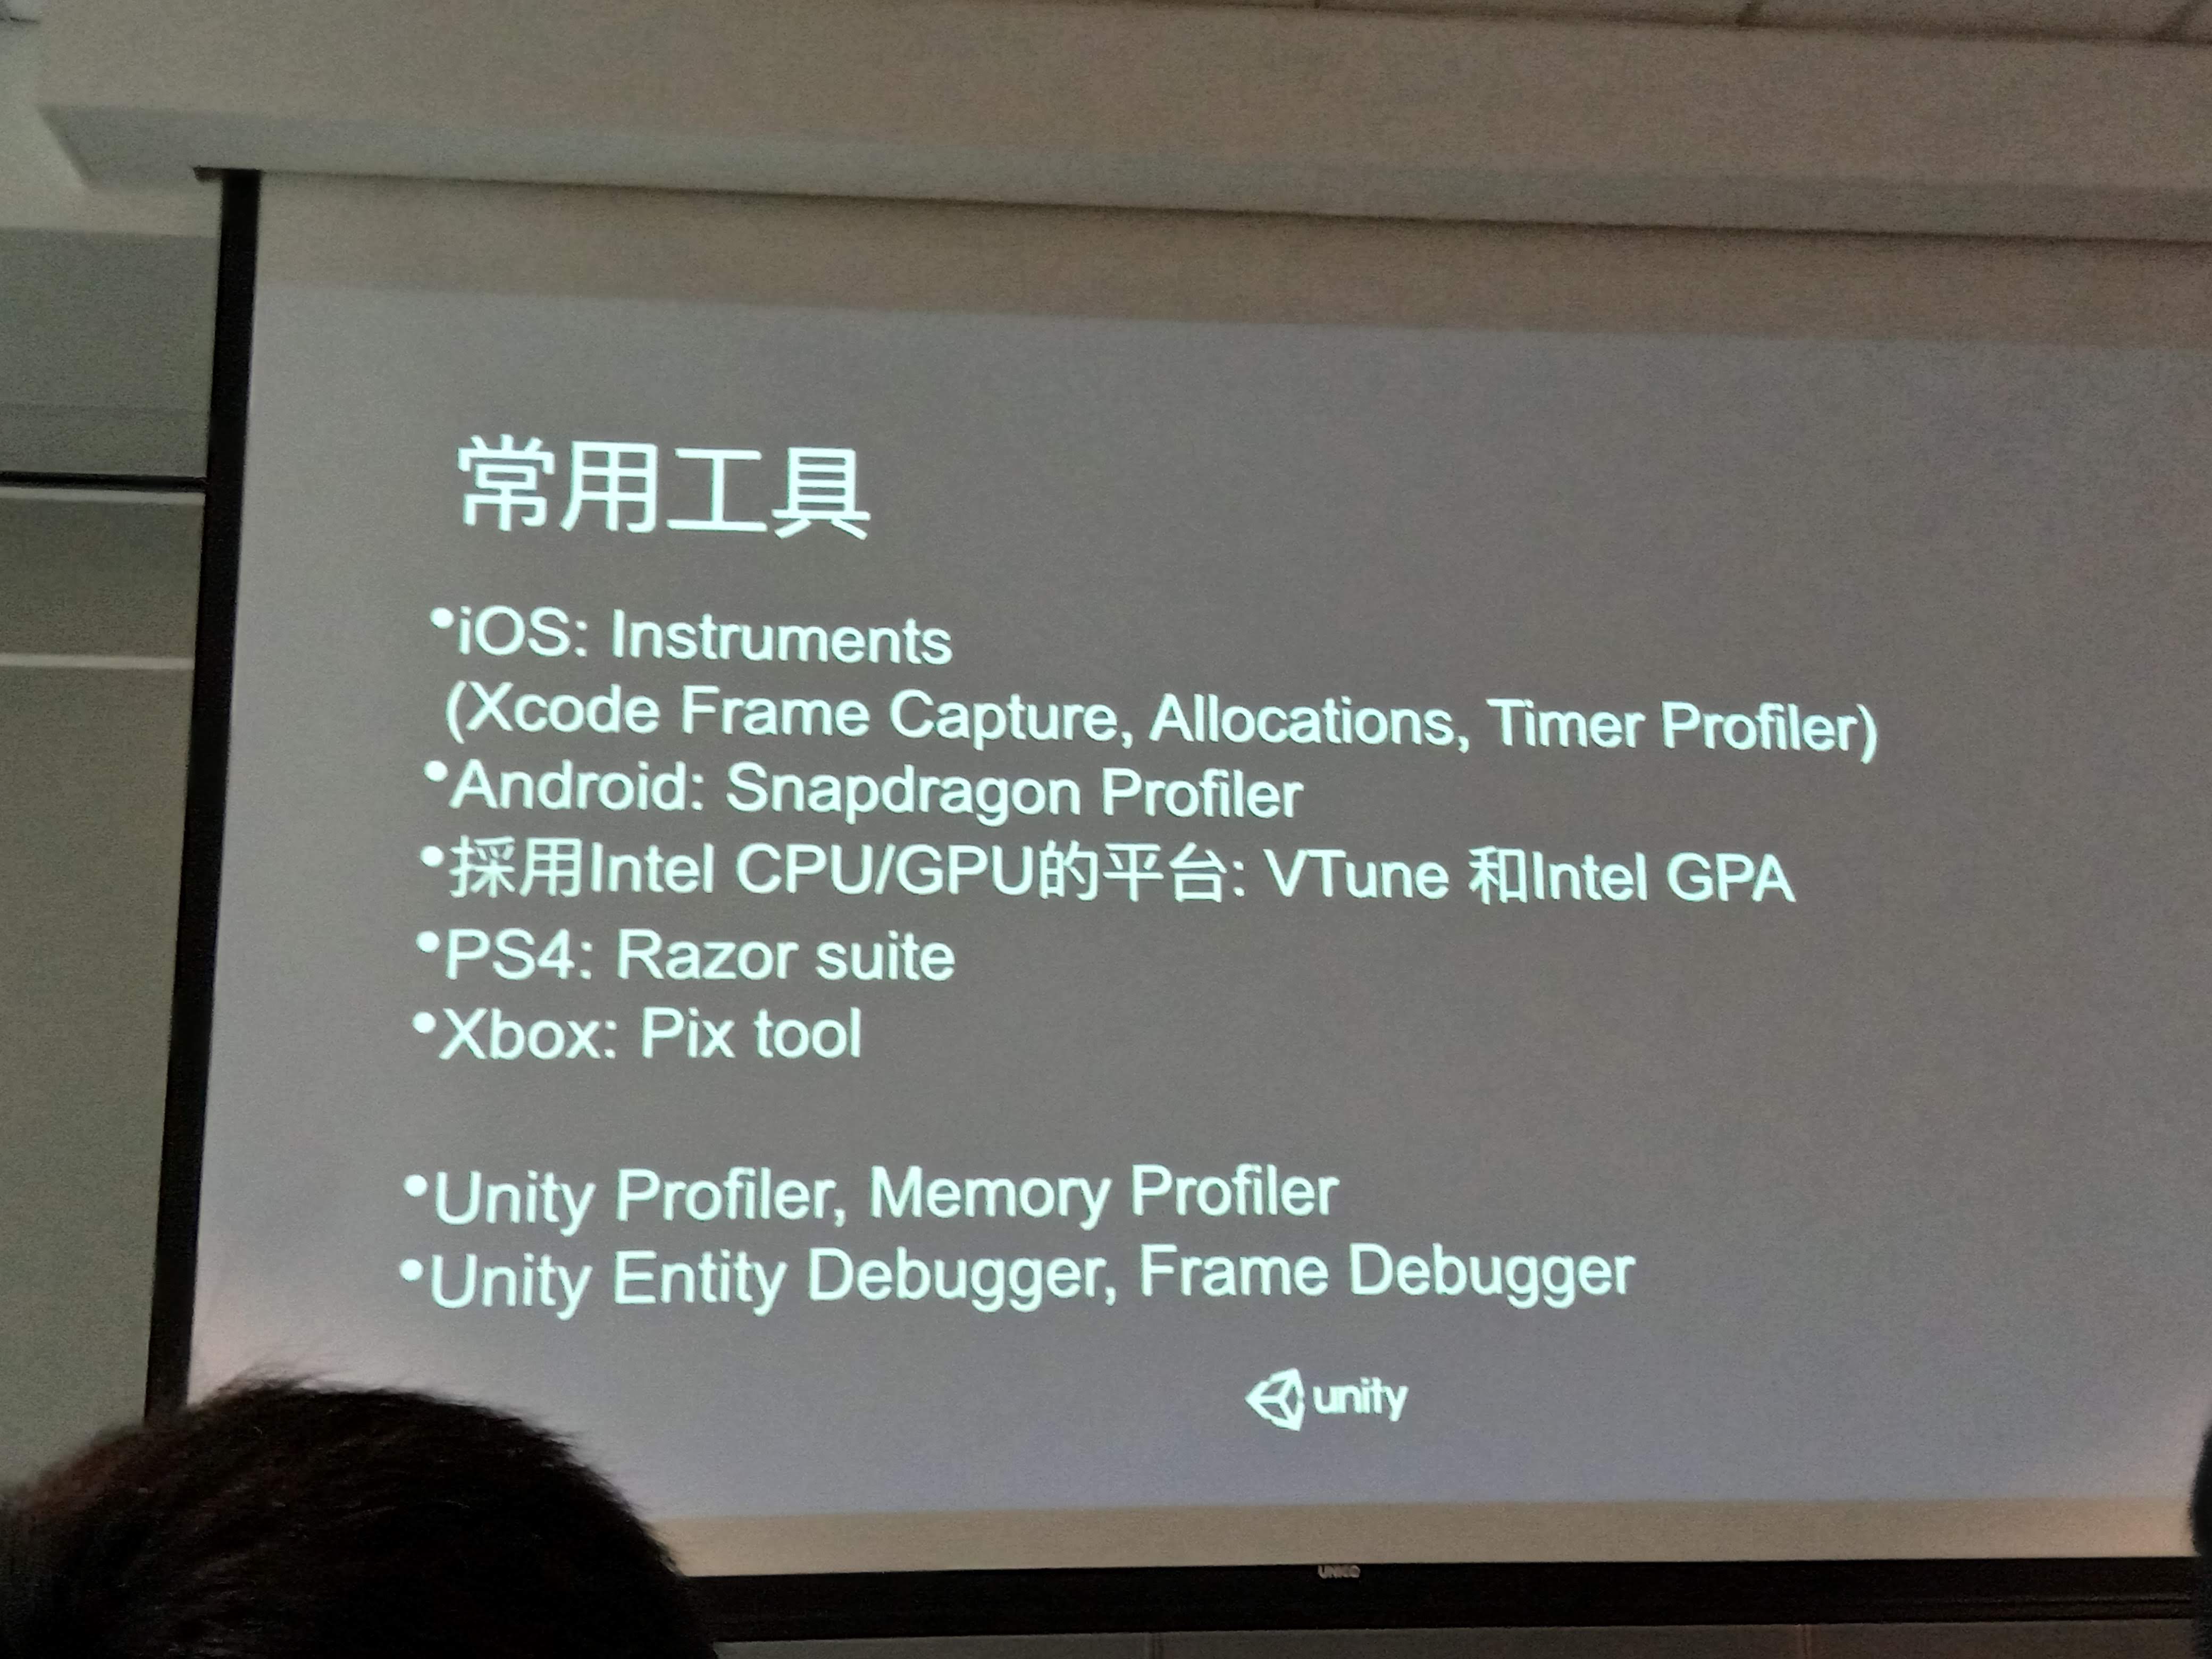 常用工具
•iOS: Instruments
(Xcode Frame Capture, Allocations, Timer Profiler)
•Android: Snapdragon Profiler
•採用Intel CPU/GPU的平台: VTune 和Intel GPA
•PS4: Razor suite
•Xbox: Pix tool
•Unity Profiler, Memory Profiler
•Unity Entity Debugger, Frame Debugger
unity